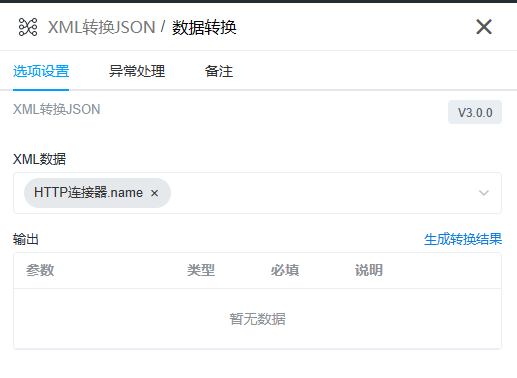 XML转换JSON / 数据转换
选项设置 异常处理 备注
XML转换JSON V3.0.0
XML数据
HTTP连接器.name ×
输出 生成转换结果
参数 类型 必填 说明
暂无数据